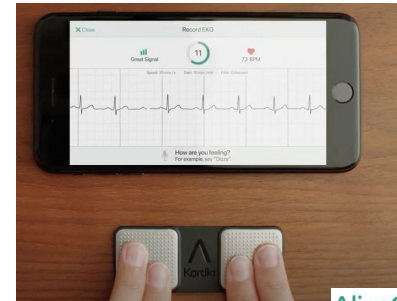 X Close
Record EKG
Great Signal
11
72 BPM
How are you feeling?
For example, say "Dizzy".
Kardia